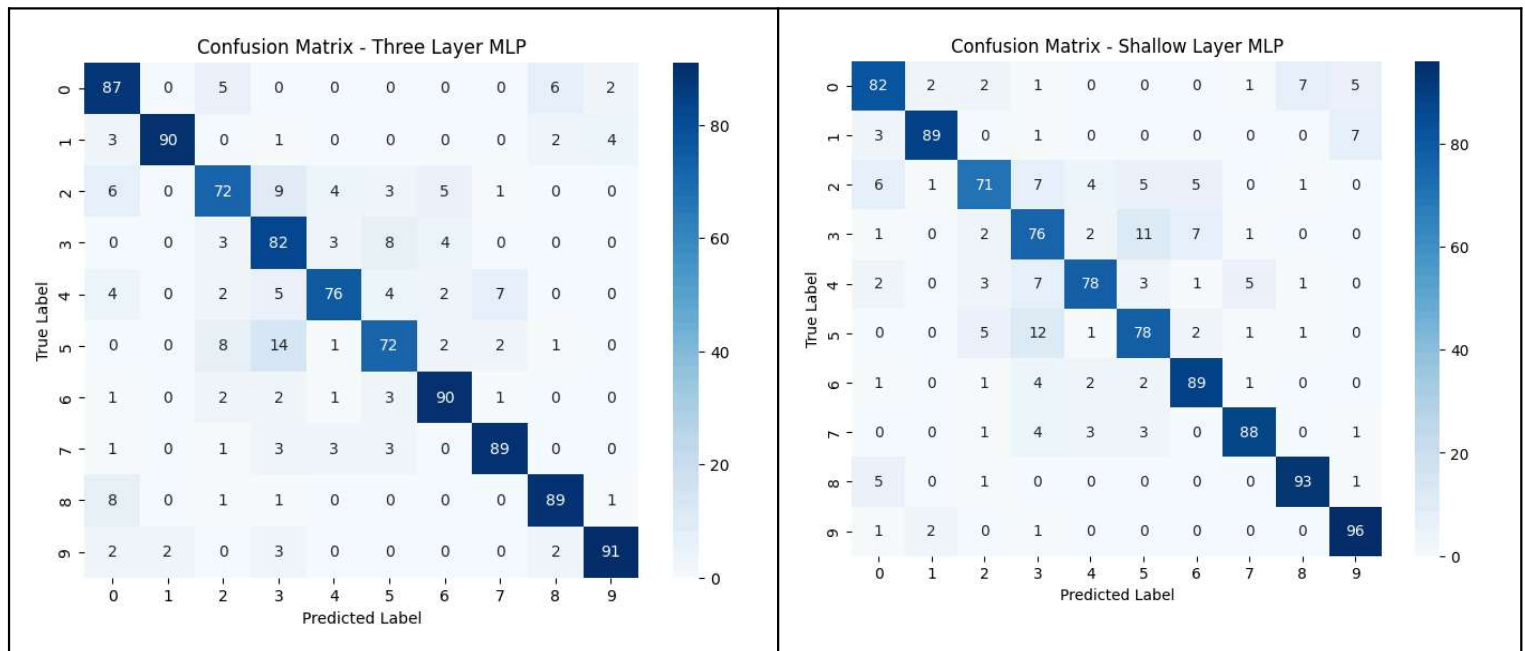 Confusion Matrix - Three Layer MLP
0 87 0 5 0 0 0 0 0 6 2
1 3 90 0 1 0 0 0 0 2 4
2 6 0 72 9 4 3 5 1 0 0
3 0 0 3 82 3 8 4 0 0 0
4 4 0 2 5 76 4 2 7 0 0
5 0 0 8 14 1 72 2 2 1 0
6 1 0 2 2 1 3 90 1 0 0
7 1 0 1 3 3 3 0 89 0 0
8 8 0 1 1 0 0 0 0 89 1
9 2 2 0 3 0 0 0 0 2 91
0 1 2 3 4 5 6 7 8 9
Predicted Label
True Label
80
60
40
20
0
Confusion Matrix - Shallow Layer MLP
0 82 2 2 1 0 0 0 1 7 5
1 3 89 0 1 0 0 0 0 0 7
2 6 1 71 7 4 5 5 0 1 0
3 1 0 2 76 2 11 7 1 0 0
4 2 0 3 7 78 3 1 5 1 0
5 0 0 5 12 1 78 2 1 1 0
6 1 0 1 4 2 2 89 1 0 0
7 0 0 1 4 3 3 0 88 0 1
8 5 0 1 0 0 0 0 0 93 1
9 1 2 0 1 0 0 0 0 0 96
0 1 2 3 4 5 6 7 8 9
Predicted Label
True Label
80
60
40
20
0